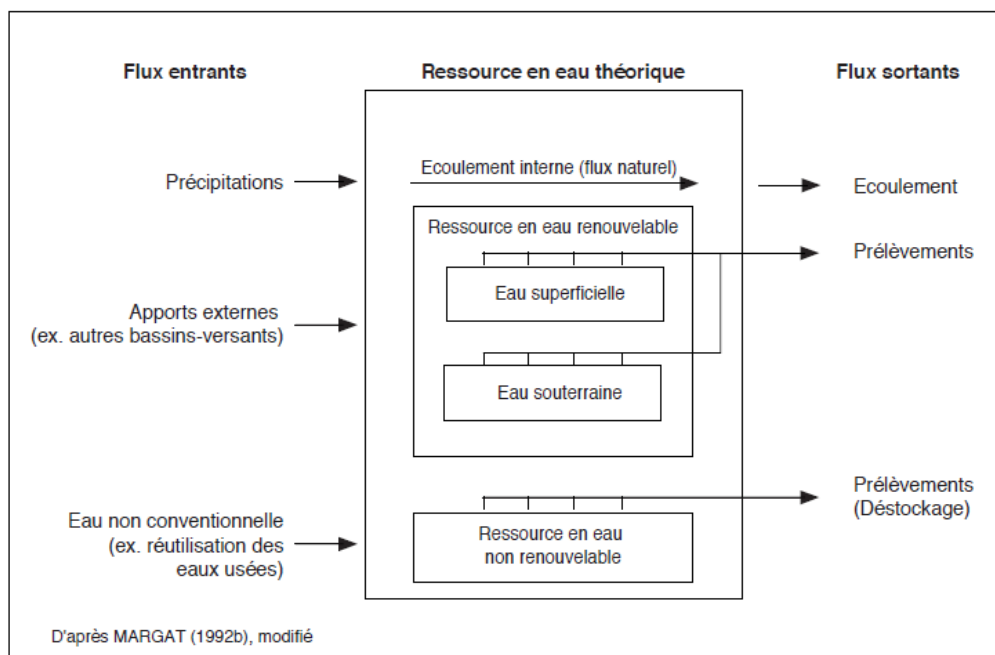 Flux entrants
Ressource en eau théorique
Flux sortants
Précipitations
Ecoulement interne (flux naturel)
Ecoulement
Ressource en eau renouvelable
Prélèvements
Eau superficielle
Apports externes
(ex. autres bassins-versants)
Eau souterraine
Prélèvements
(Déstockage)
Eau non conventionnelle
(ex. réutilisation des
eaux usées)
Ressource en eau
non renouvelable
D'après MARGAT (1992b), modifié